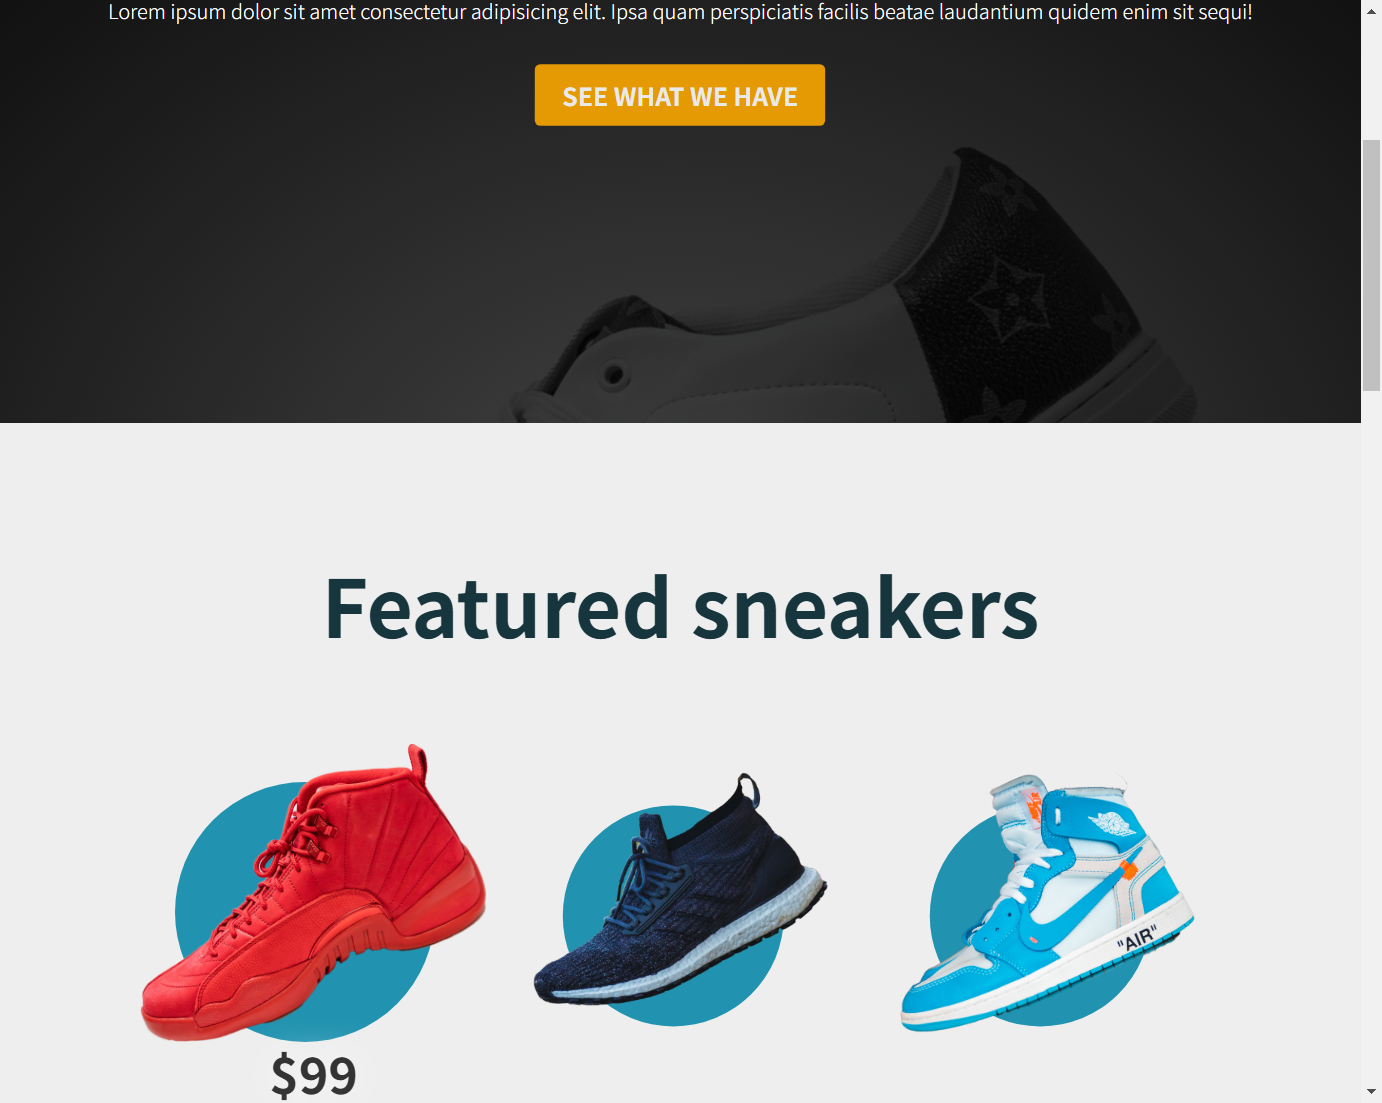 Lorem ipsum dolor sit amet consectetur adipisicing elit. Ipsa quam perspiciatis facilis beatae laudantium quidem enim sit sequi!
SEE WHAT WE HAVE
Featured sneakers
"AIR"
$99